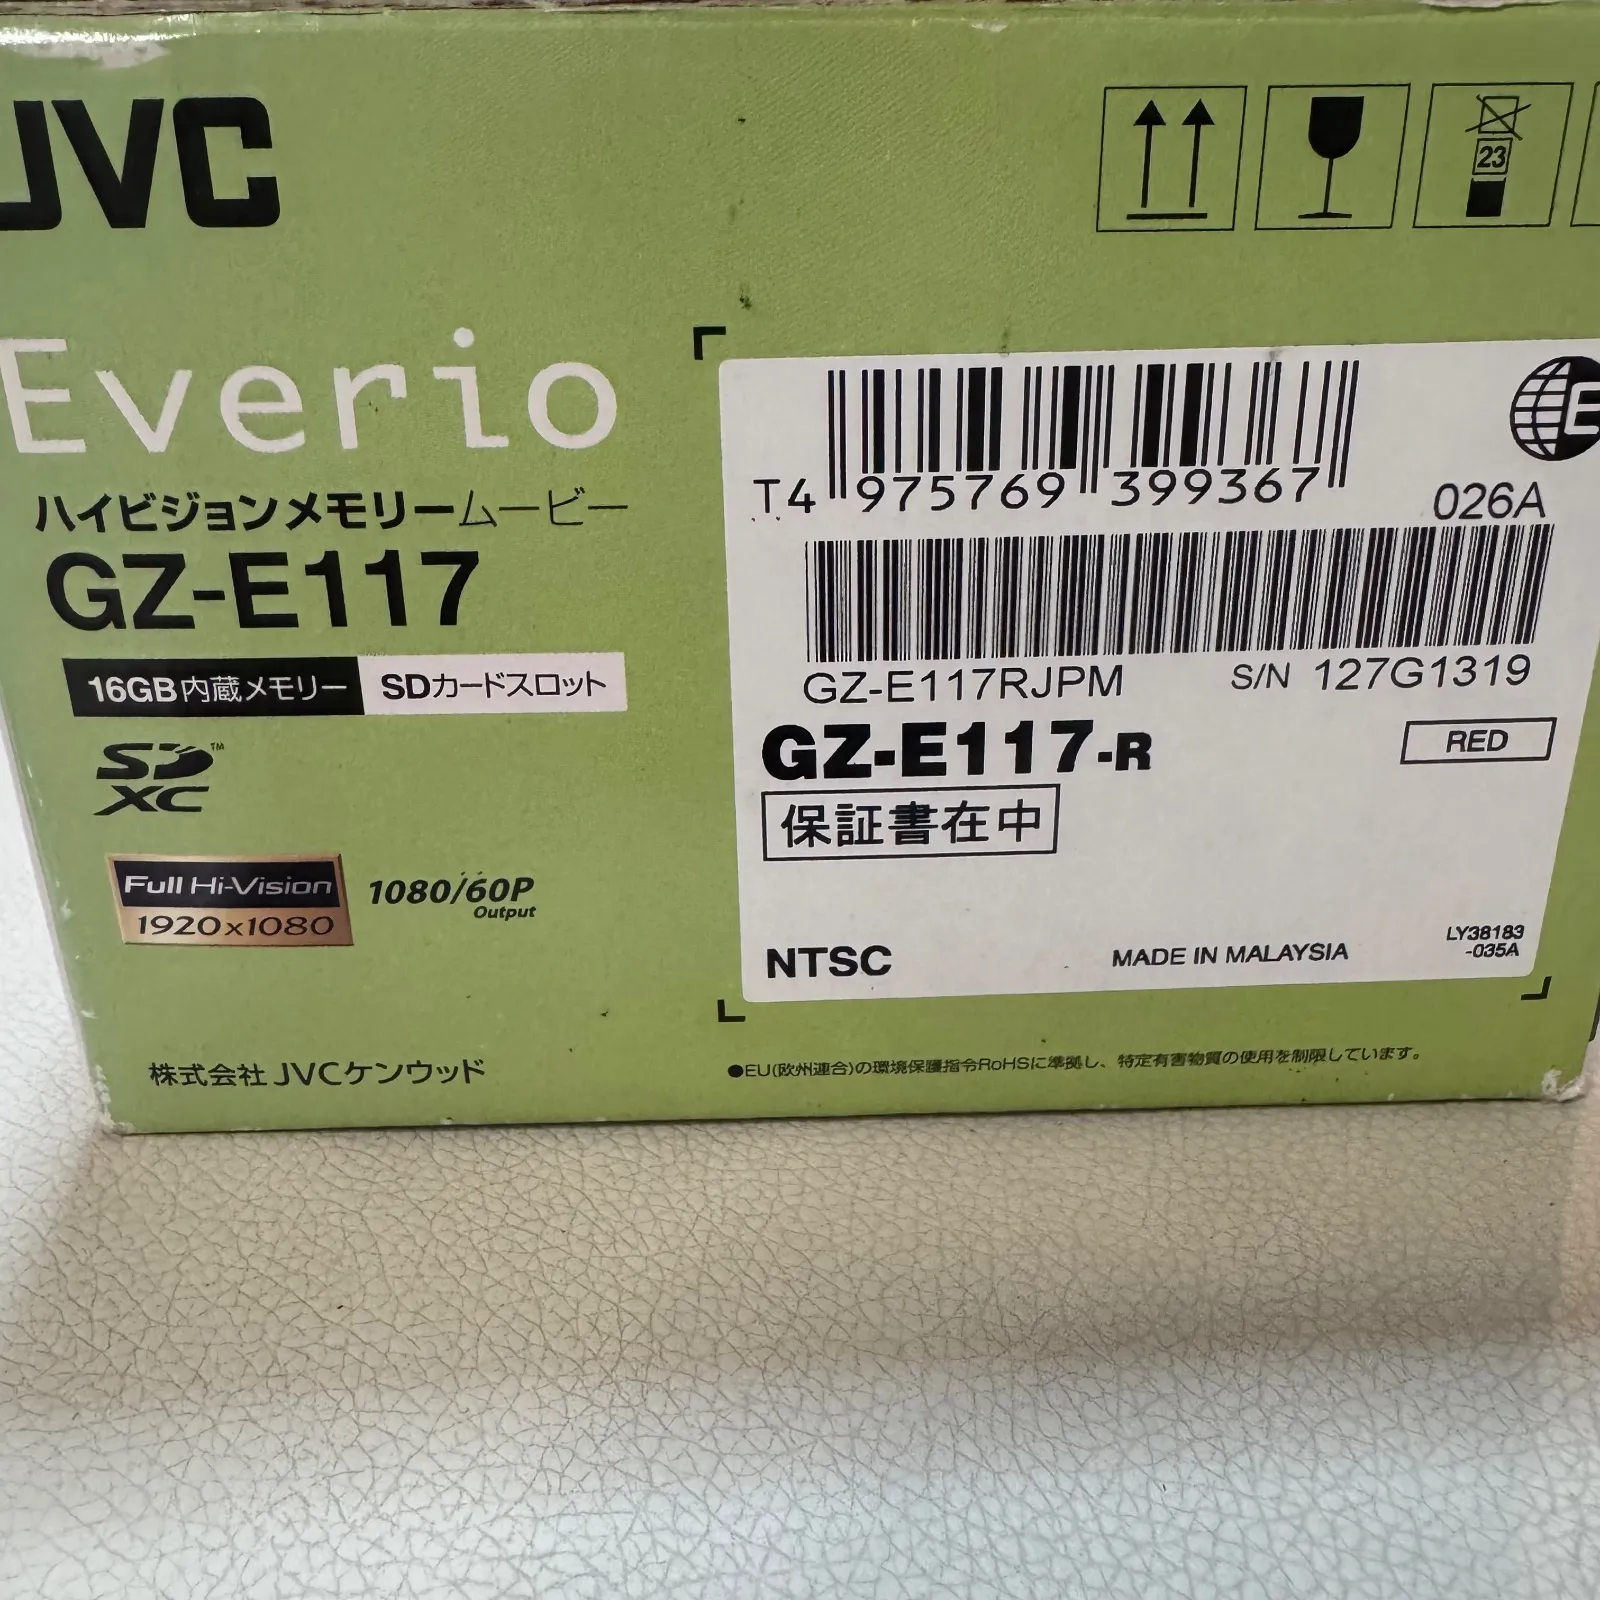 JVC
23
Everio
ハイビジョンメモリームービー
GZ-E117
16GB内蔵メモリー SDカードスロット
SD™
XC
Full Hi-Vision
1920x1080
1080/60P
Output
株式会社 JVCケンウッド
T4 975769 399367
E
026A
GZ-E117RJPM S/N 127G1319
GZ-E117-R RED
保証書在中
NTSC MADE IN MALAYSIA LY38183
-035A
●EU(欧州連合)の環境保護指令RoHSに準拠し、特定有害物質の使用を制限しています。